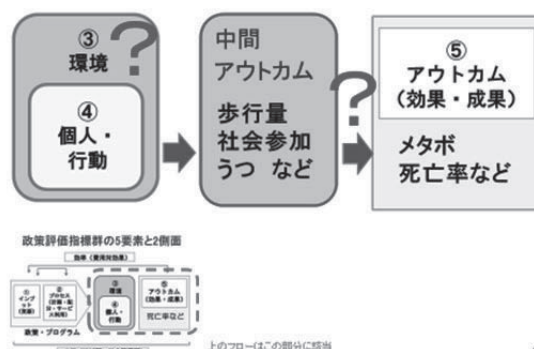 ③
環境
?
④
個人・
行動
中間
アウトカム
歩行量
社会参加
うつ など
?
⑤
アウトカム
(効果・成果)
メタボ
死亡率など
政策評価指標群の5要素と2側面
効率(費用対効果)
①
インプ
ット
②
プロセス
政策・プログラム
③
環境
④
個人・
行動
⑤
アウトカム
(効果・成果)
死亡率など
上のフローはこの部分に該当